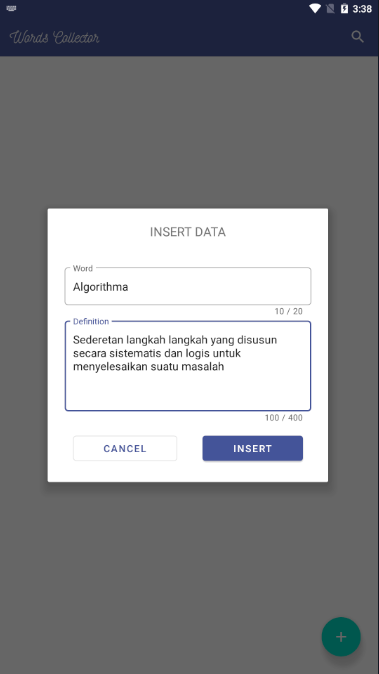 3:38
Words Collector
INSERT DATA
Word
Algorithma
10 / 20
Definition
Sederetan langkah langkah yang disusun
secara sistematis dan logis untuk
menyelesaikan suatu masalah
100 / 400
CANCEL
INSERT
+